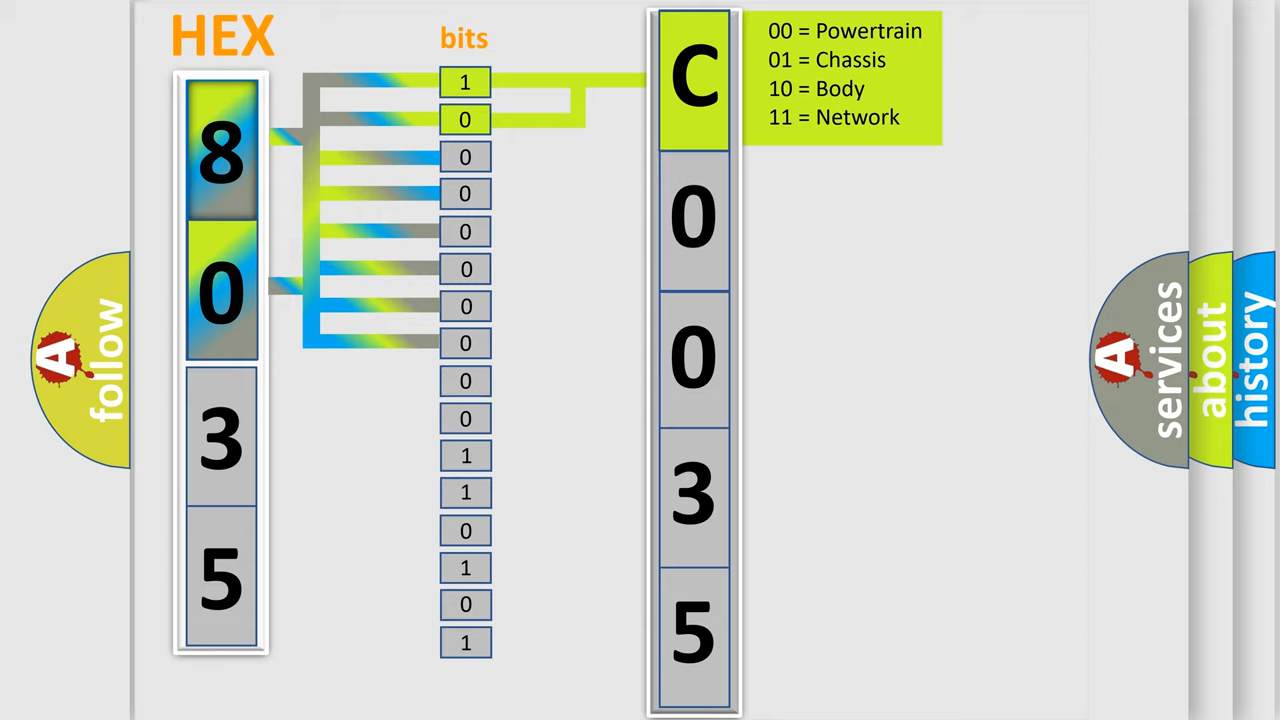 HEX
bits
8
0
3
5
1
0
0
0
0
0
0
0
0
0
1
1
0
1
0
1
C
0
0
3
5
00 = Powertrain
01 = Chassis
10 = Body
11 = Network
A
follow
A
services
about
history